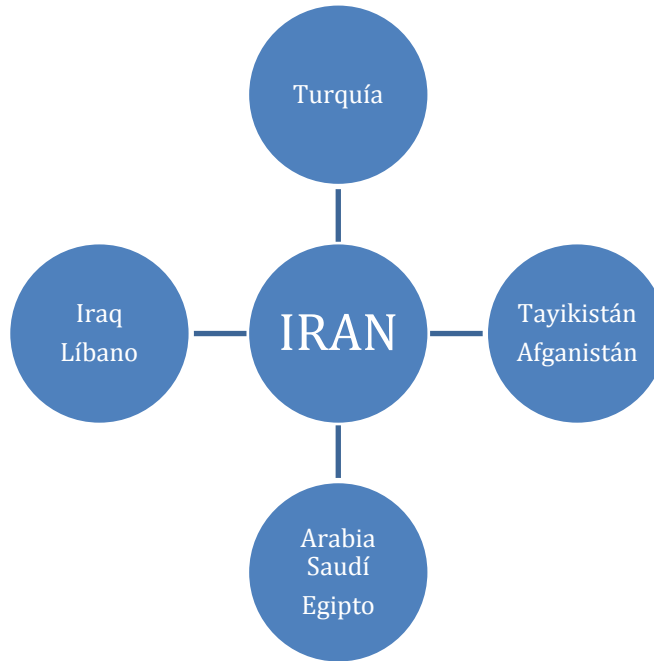 Turquía
Iraq
Líbano
IRAN
Tayikistán
Afganistán
Arabia
Saudí
Egipto